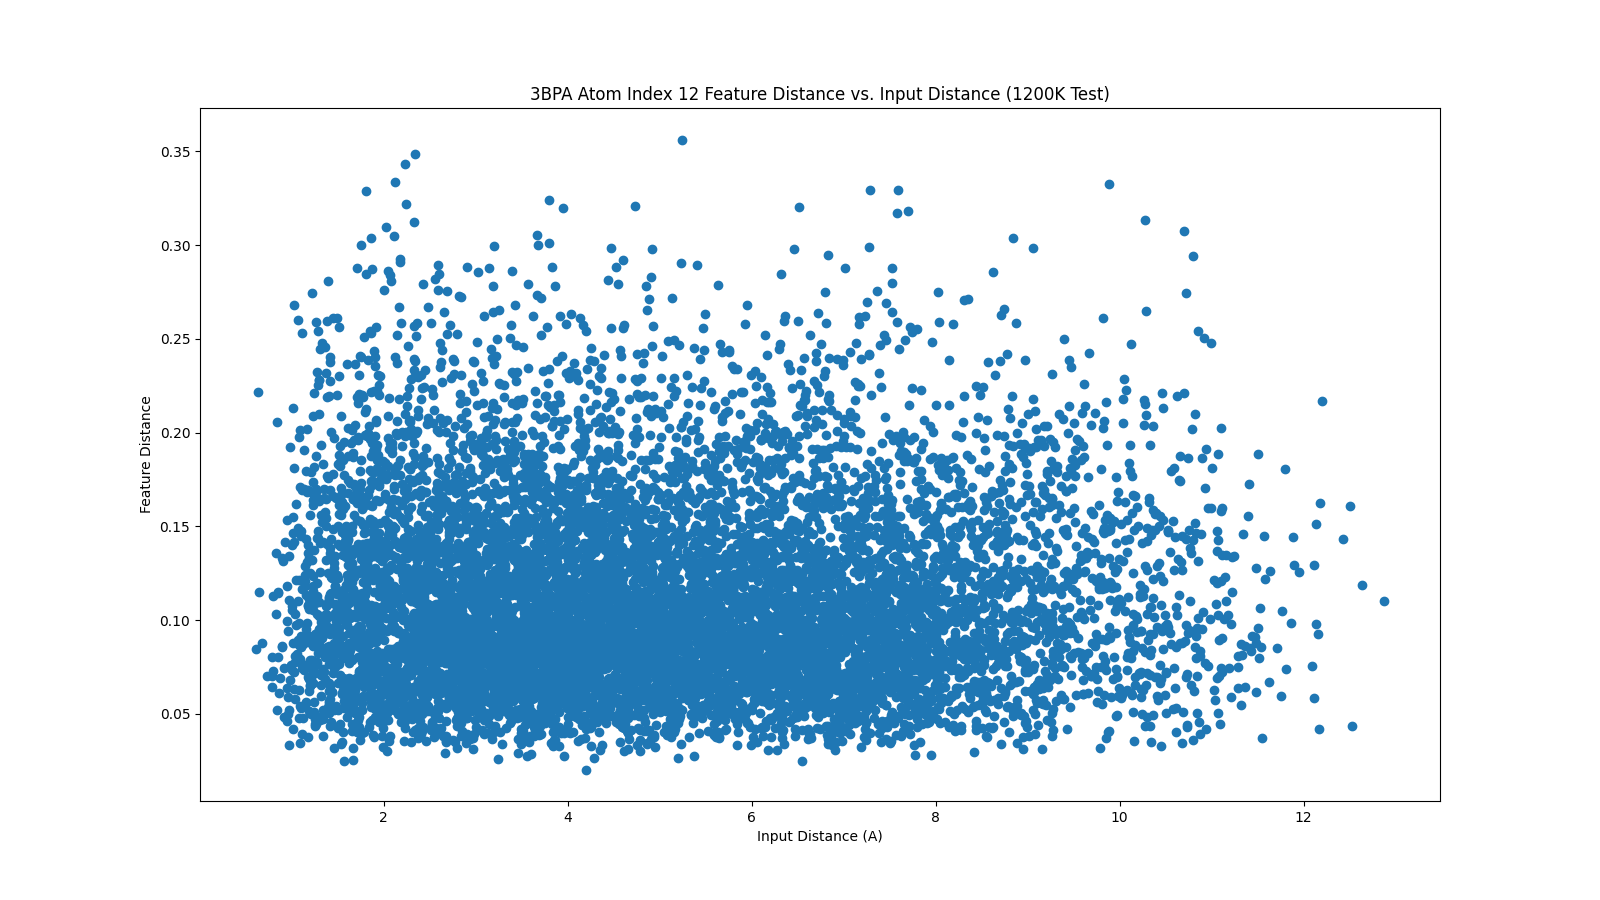 3BPA Atom Index 12 Feature Distance vs. Input Distance (1200K Test)
0.35
0.30
0.25
0.20
0.15
0.10
0.05
Feature Distance
2 4 6 8 10 12
Input Distance (A)